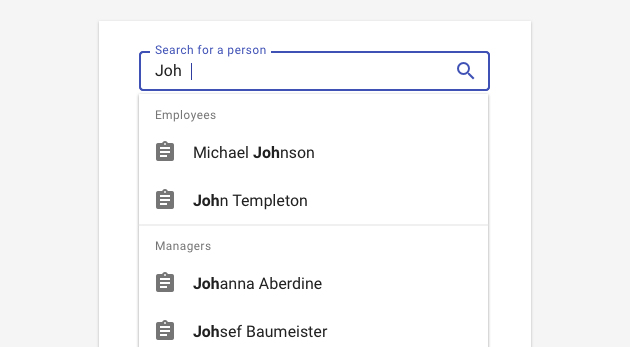 Search for a person
Joh
Employees
Michael Johnson
John Templeton
Managers
Johanna Aberdine
Johsef Baumeister